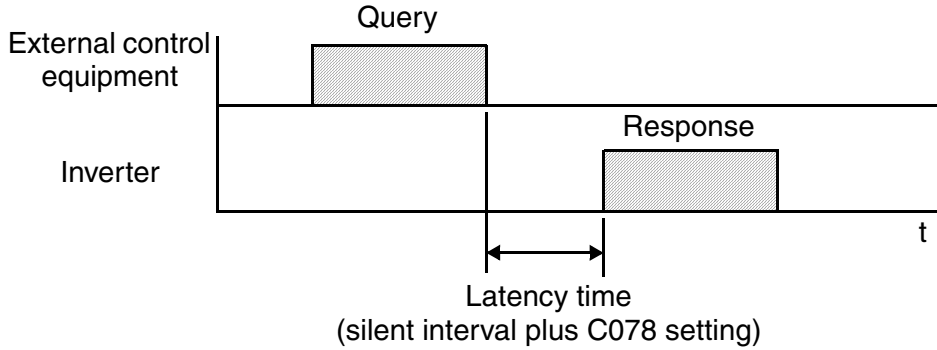 Query
External control
equipment
Response
Inverter
t
Latency time
(silent interval plus C078 setting)